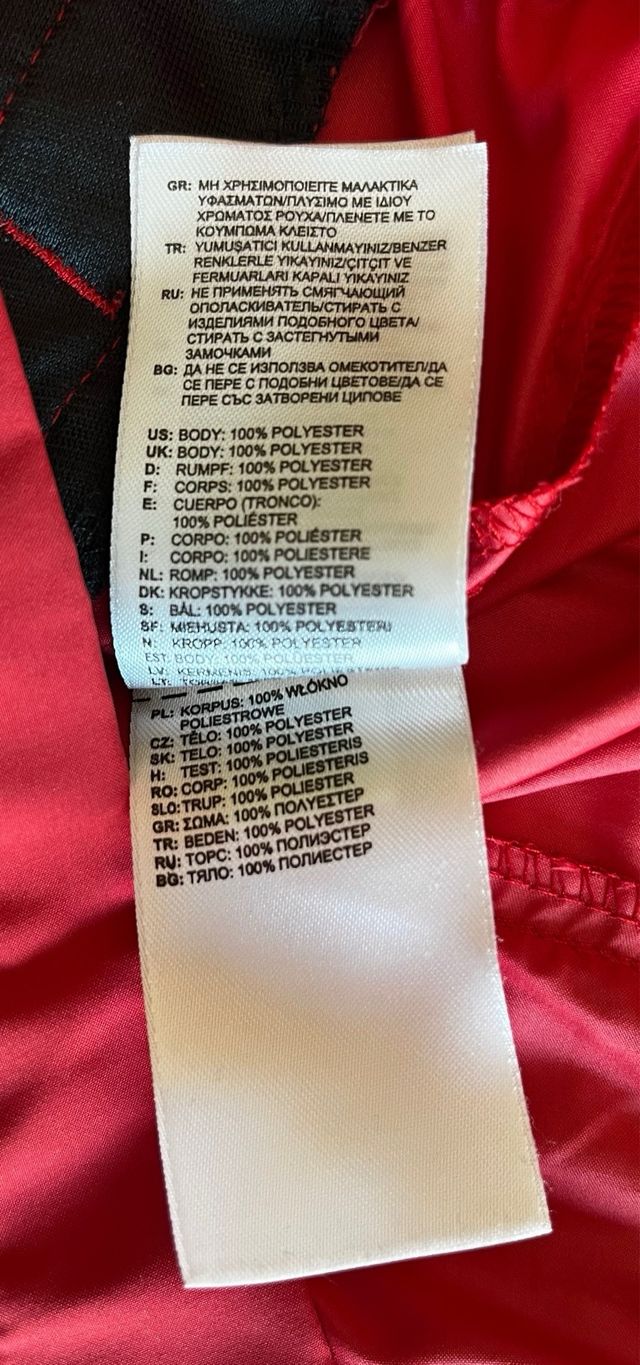 GR: ΜΗ ΧΡΗΣΙΜΟΠΟΙΕΙΤΕ ΜΑΛΑΚΤΙΚΑ
ΥΦΑΣΜΑΤΩΝ/ΠΛΥΣΙΜΟ ΜΕ ΙΔΙΟΥ
ΧΡΩΜΑΤΟΣ ΡΟΥΧΑ/ΠΛΕΝΕΤΕ ΜΕ ΤΟ
ΚΟΥΜΠΩΜΑ ΚΛΕΙΣΤΟ
TR: YUMUŞATICI KULLANMAYINIZ/BENZER
RENKLERLE YIKAYINIZ/ÇITÇIT VE
FERMUARLARI KAPALI YIKAYINIZ
RU: НЕ ПРИМЕНЯТЬ СМЯГЧАЮЩИЙ
ОПОЛАСКИВАТЕЛЬ/СТИРАТЬ С
ИЗДЕЛИЯМИ ПОДОБНОГО ЦВЕТА/
СТИРАТЬ С ЗАСТЕГНУТЫМИ
ЗАМОЧКАМИ
BG: ДА НЕ СЕ ИЗПОЛЗВА ОМЕКОТИТЕЛ/ДА
СЕ ПЕРЕ С ПОДОБНИ ЦВЕТОВЕ/ДА СЕ
ПЕРЕ СЪС ЗАТВОРЕНИ ЦИПОВЕ
US: BODY: 100% POLYESTER
UK: BODY: 100% POLYESTER
D: RUMPF: 100% POLYESTER
F: CORPS: 100% POLYESTER
E: CUERPO (TRONCO):
100% POLIÉSTER
P: CORPO: 100% POLIÉSTER
I: CORPO: 100% POLIESTERE
NL: ROMP: 100% POLYESTER
DK: KROPSTYKKE: 100% POLYESTER
S: BÅL: 100% POLYESTER
SF: MIEHUSTA: 100% POLYESTERI
N: KROPP: 100% POLYESTER
EST: BODY: 100%
LV: 100%
LT:
PL: KORPUS: 100% WŁÓKNO
POLIESTROWE
CZ: TĚLO: 100% POLYESTER
SK: TELO: 100% POLYESTER
H: TEST: 100% POLIESTERIS
RO: CORP: 100% POLIESTERIS
SLO: TRUP: 100% POLIESTER
GR: ΣΩΜΑ: 100% ΠΟΛΥΕΣΤΕΡ
TR: BEDEN: 100% POLYESTER
RU: ТОРС: 100% ПОЛИЭСТЕР
BG: ТЯЛО: 100% ПОЛИЕСТЕР